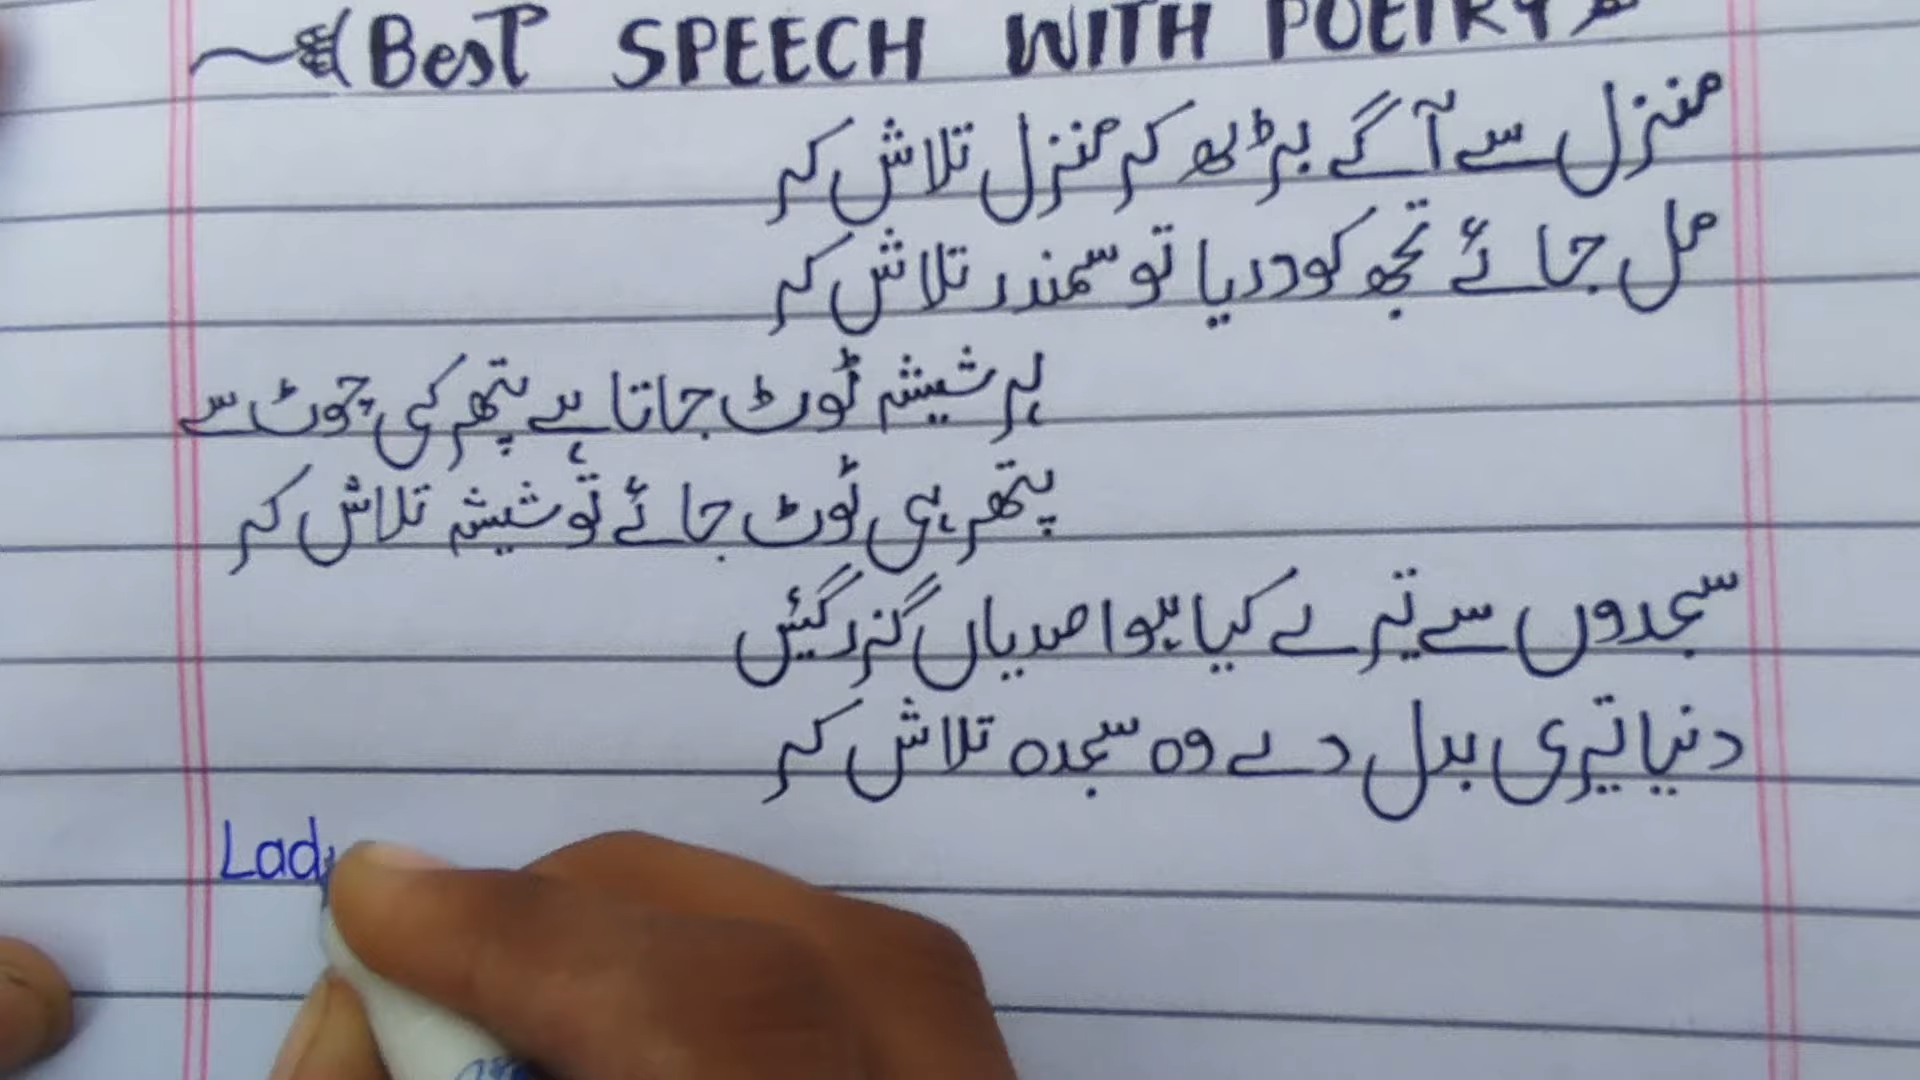 Best SPEECH WITH POETRY
منزل سے آگے بڑھ کر منزل تلاش کر
مل جائے تجھ کو دریا تو سمندر تلاش کر
ہر شیشہ ٹوٹ جاتا ہے پتھر کی چوٹ سے
پتھر ہی ٹوٹ جائے تو شیشہ تلاش کر
سجدوں سے تیرے کیا ہوا صدیاں گزر گئیں
دنیا تیری بدل دے وہ سجدہ تلاش کر
Lad